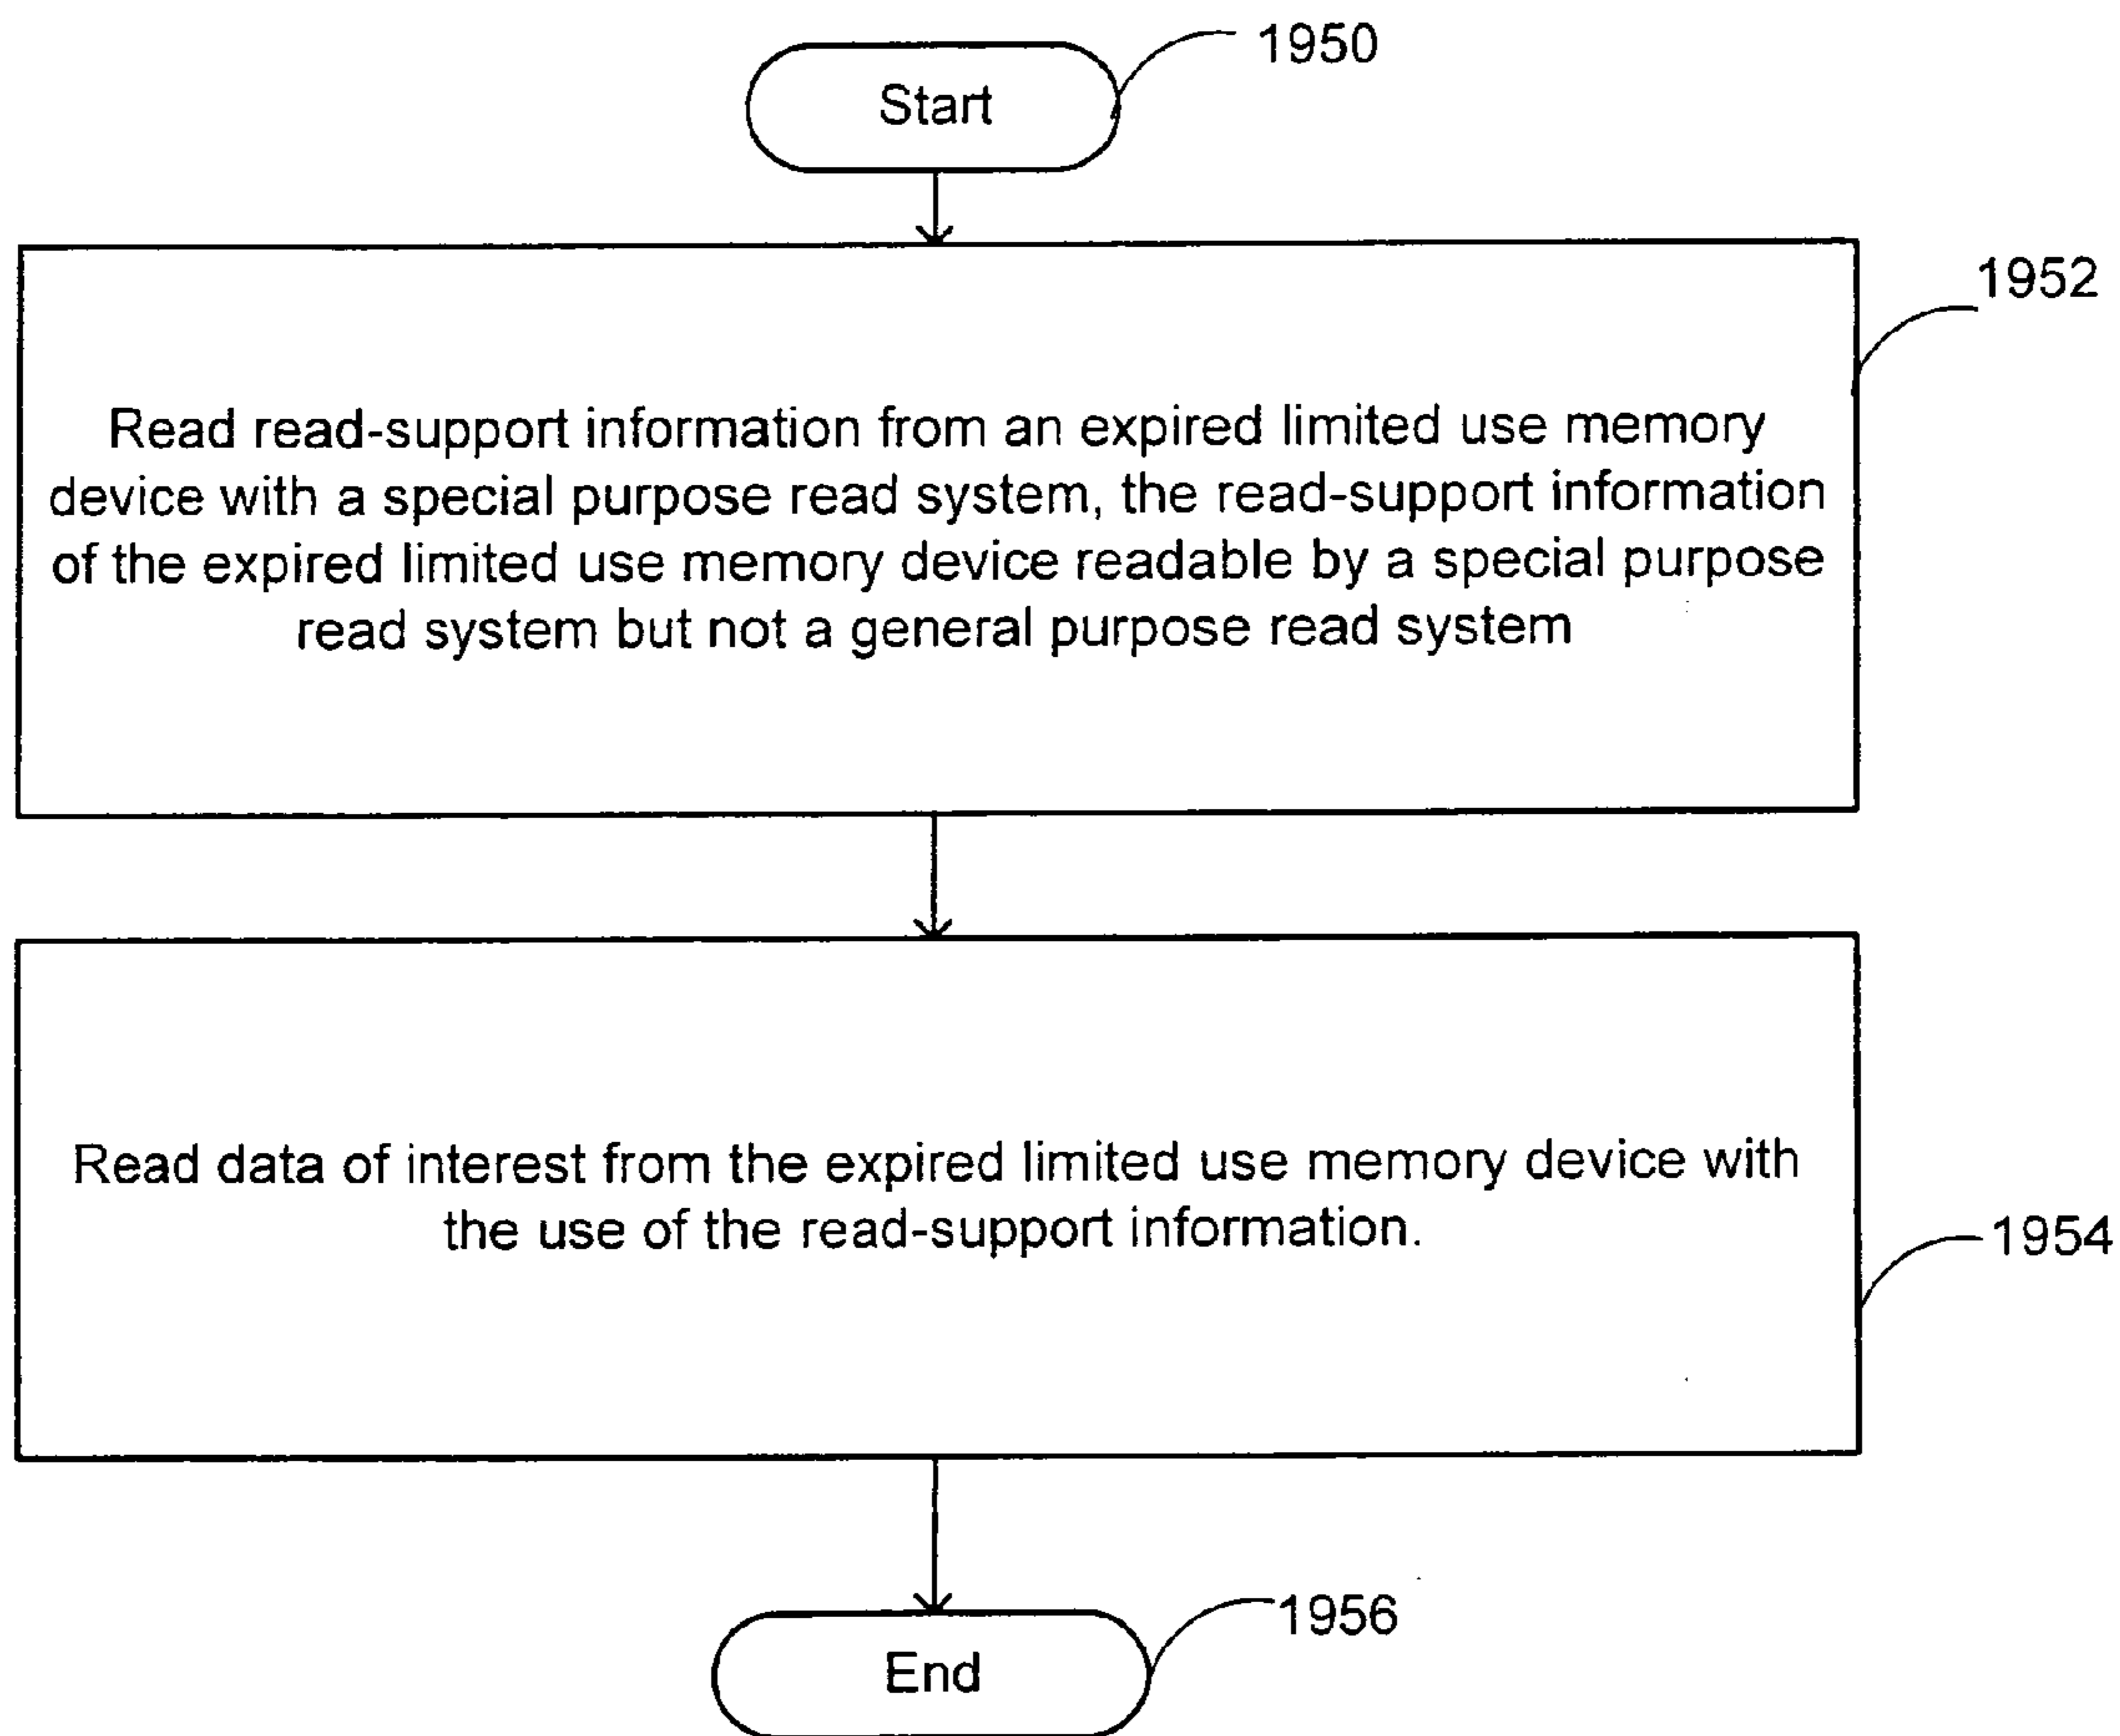 1950
Start
1952
Read read-support information from an expired limited use memory
device with a special purpose read system, the read-support information
of the expired limited use memory device readable by a special purpose
read system but not a general purpose read system
Read data of interest from the expired limited use memory device with
the use of the read-support information.
1954
1956
End